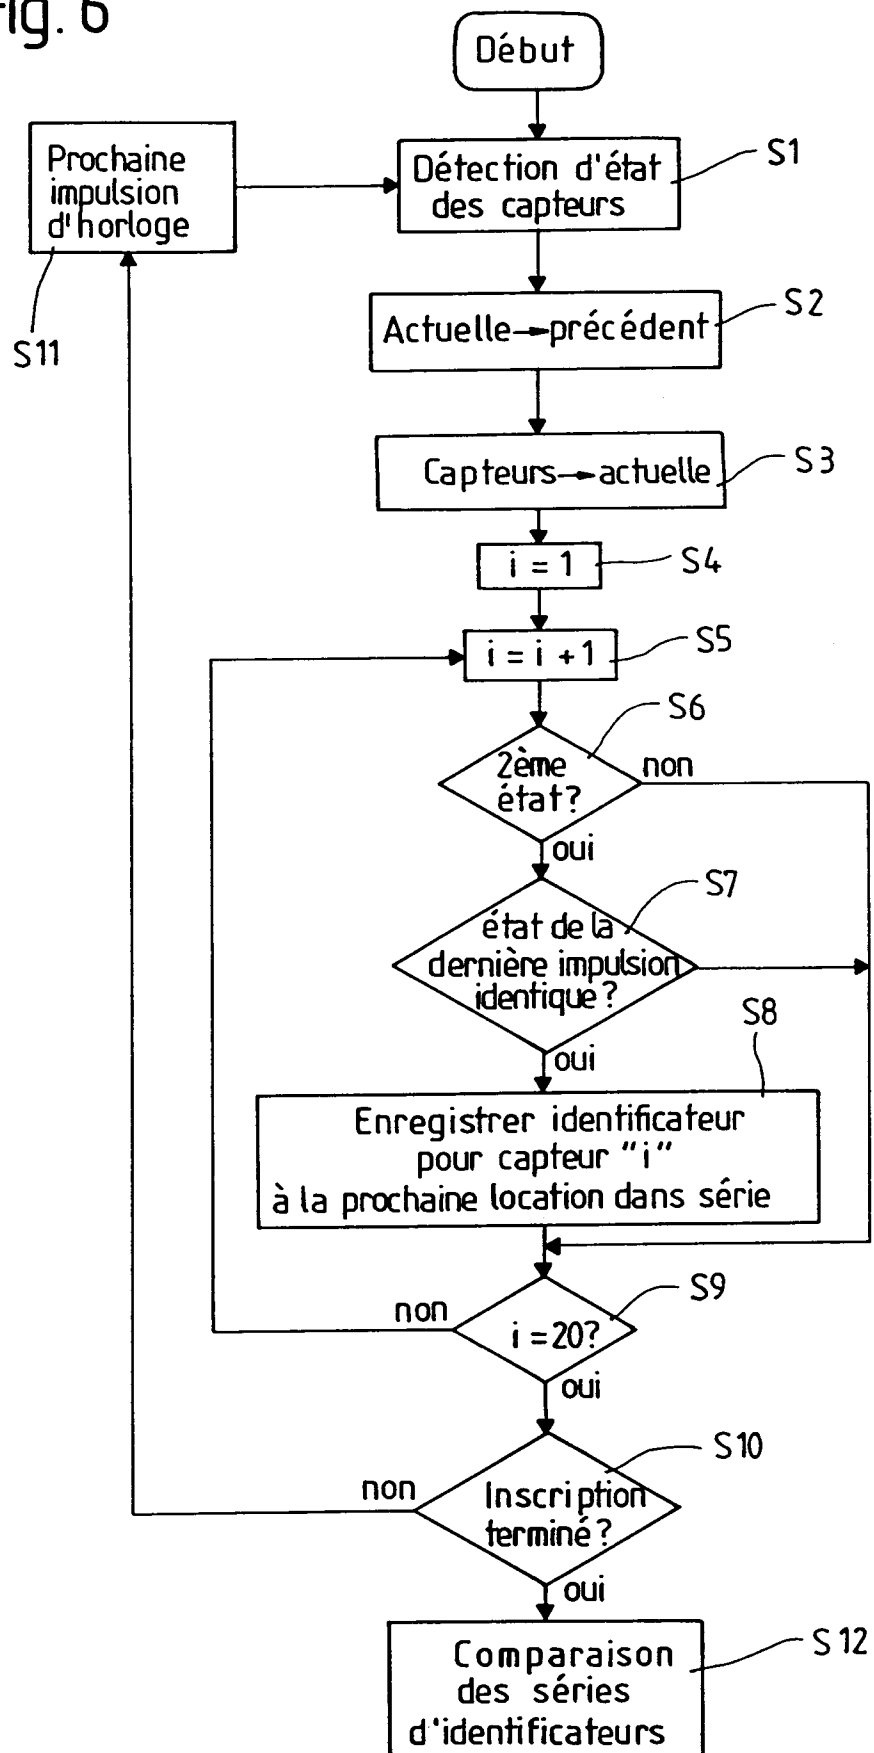 Fig. 6
Début
Prochaine
impulsion
d'horloge
S11
Détection d'état
des capteurs
S1
Actuelle→précédent
S2
Capteurs→actuelle
S3
i = 1
S4
i = i + 1
S5
2ème
état?
S6
non
oui
état de la
dernière impulsion
identique?
S7
oui
S8
Enregistrer identificateur
pour capteur "i"
à la prochaine location dans série
non
i = 20?
S9
oui
non
Inscription
terminé?
S10
oui
Comparaison
des séries
d'identificateurs
S12